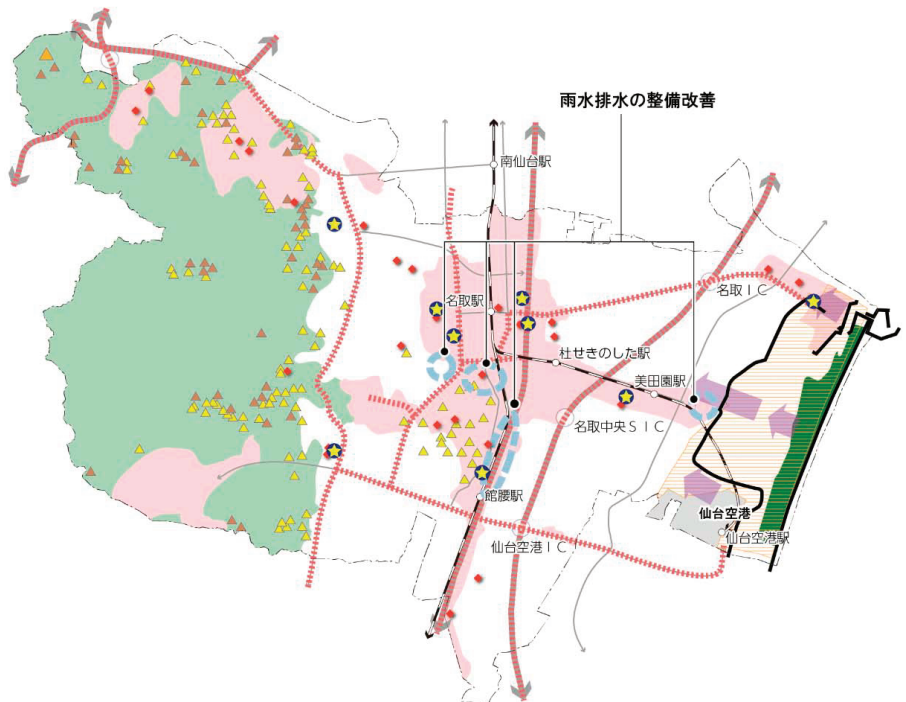 雨水排水の整備改善
南仙台駅
名取駅
名取ＩＣ
杜せきのした駅
美田園駅
名取中央ＳＩＣ
館腰駅
仙台空港
仙台空港駅
仙台空港ＩＣ